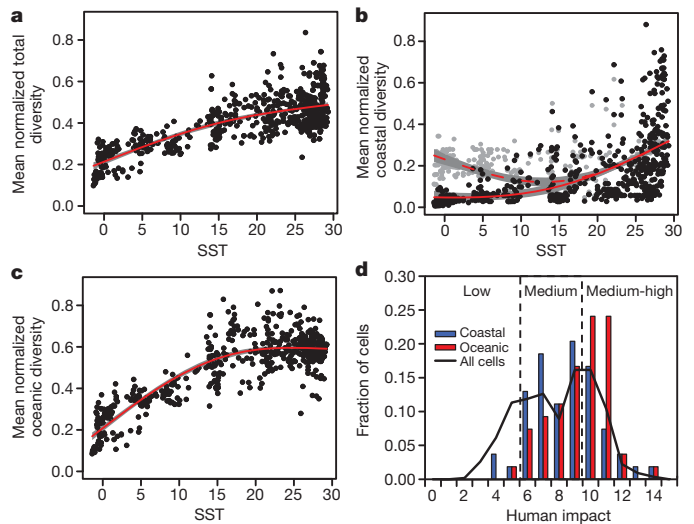 a
Mean normalized total
diversity
0.8
0.6
0.4
0.2
0.0
0 5 10 15 20 25 30
SST
b
Mean normalized
coastal diversity
0.8
0.6
0.4
0.2
0.0
0 5 10 15 20 25 30
SST
c
Mean normalized
oceanic diversity
0.8
0.6
0.4
0.2
0.0
0 5 10 15 20 25 30
SST
d
Fraction of cells
0.30
0.25
0.20
0.15
0.10
0.05
0.00
Low Medium Medium-high
Coastal
Oceanic
All cells
0 2 4 6 8 10 12 14
Human impact